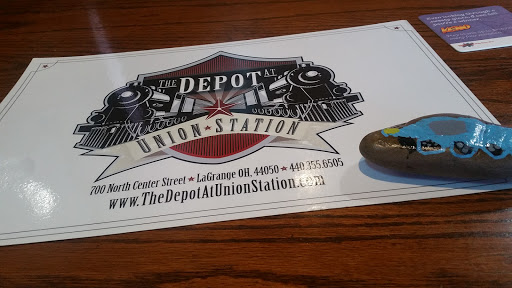 THE DEPOT AT
UNION ★ STATION
700 North Center Street ★ LaGrange OH. 44050 ★ 440.355.6505
www.TheDepotAtUnionStation.com